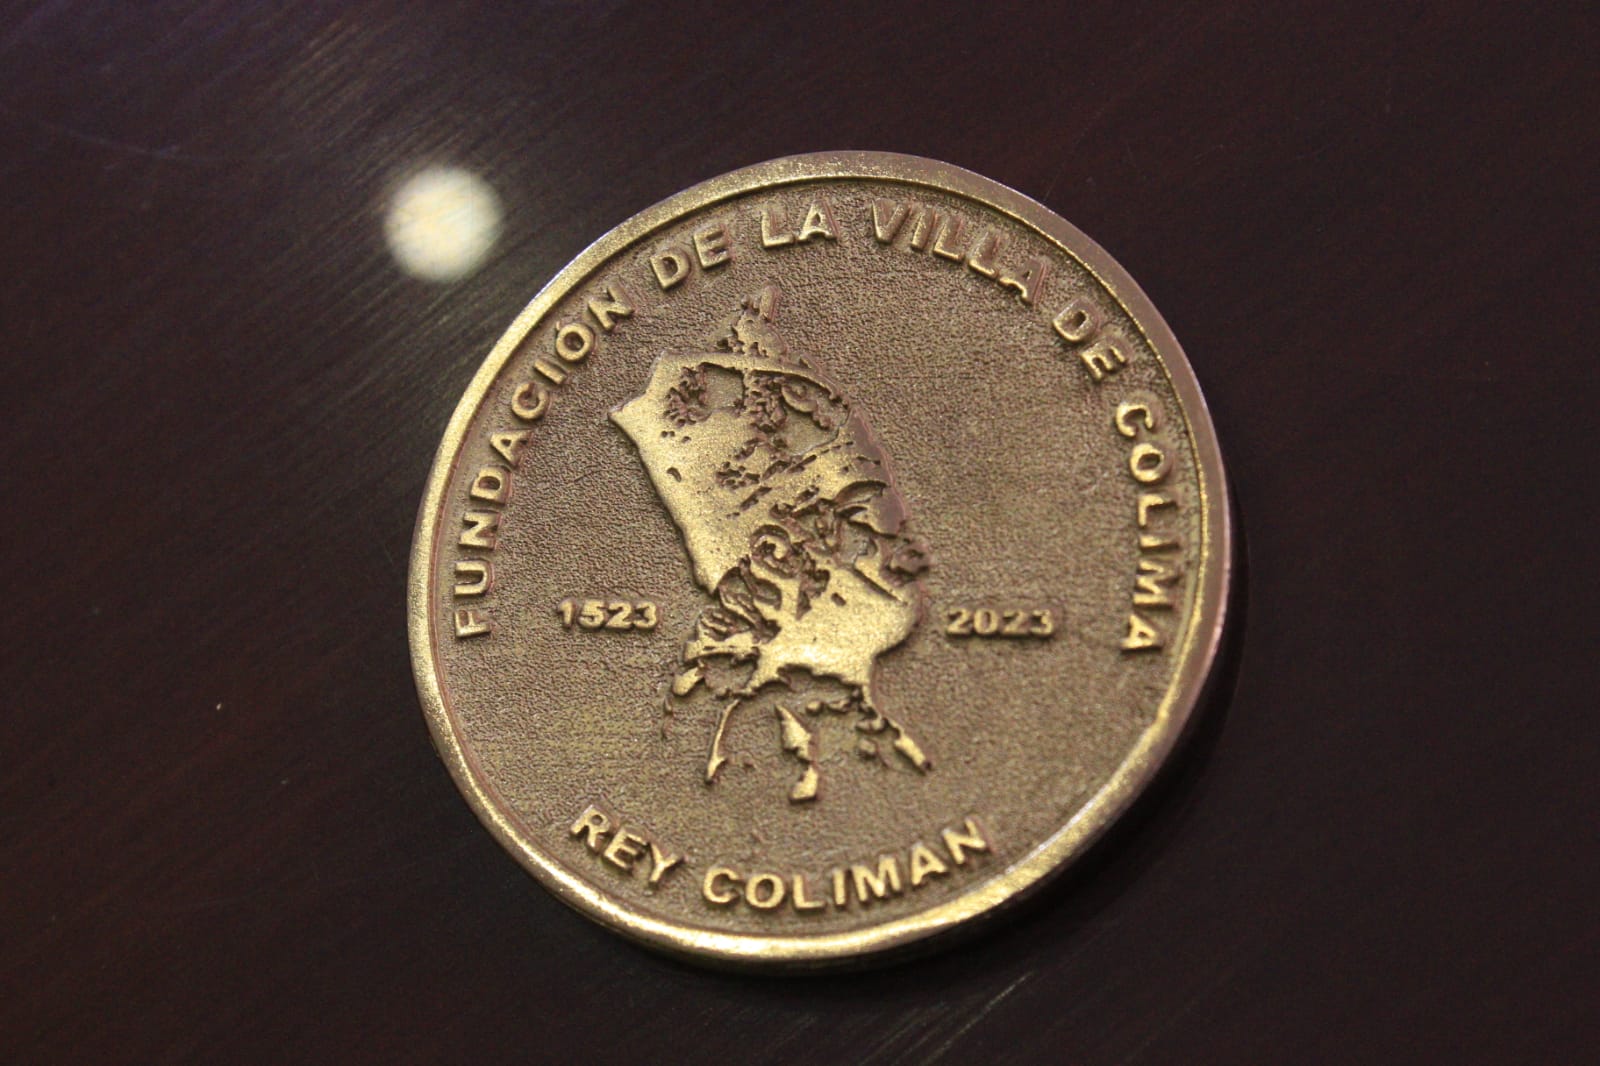 FUNDACIÓN DE LA VILLA DE COLIMA
1523
2023
REY COLIMAN